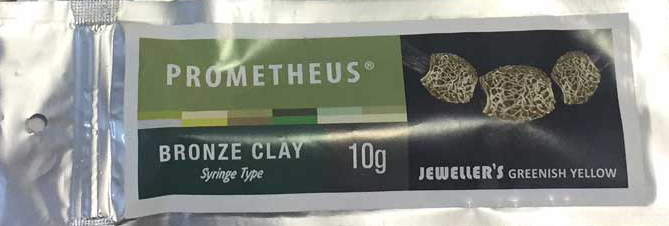 PROMETHEUS®
BRONZE CLAY 10g
Syringe Type
JEWELLER'S GREENISH YELLOW